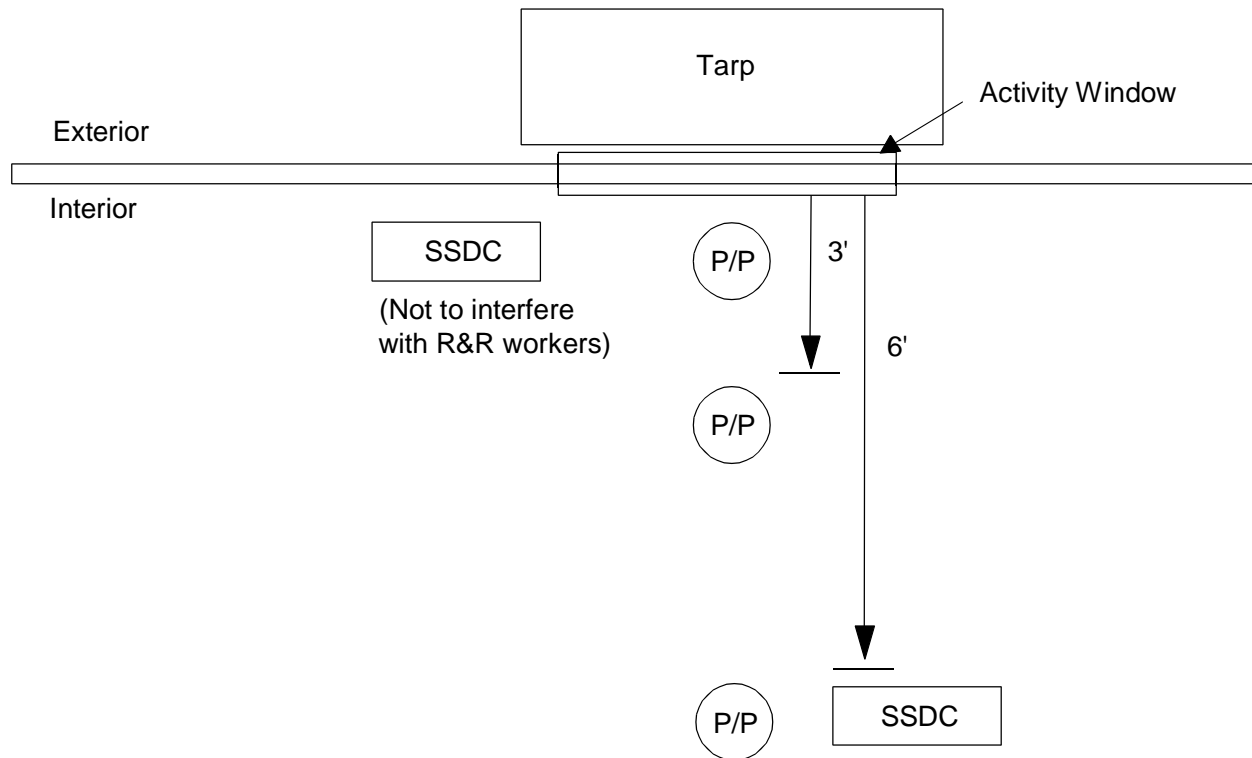 Tarp
Activity Window
Exterior
Interior
SSDC
(Not to interfere
with R&R workers)
P/P
3'
6'
P/P
P/P
SSDC